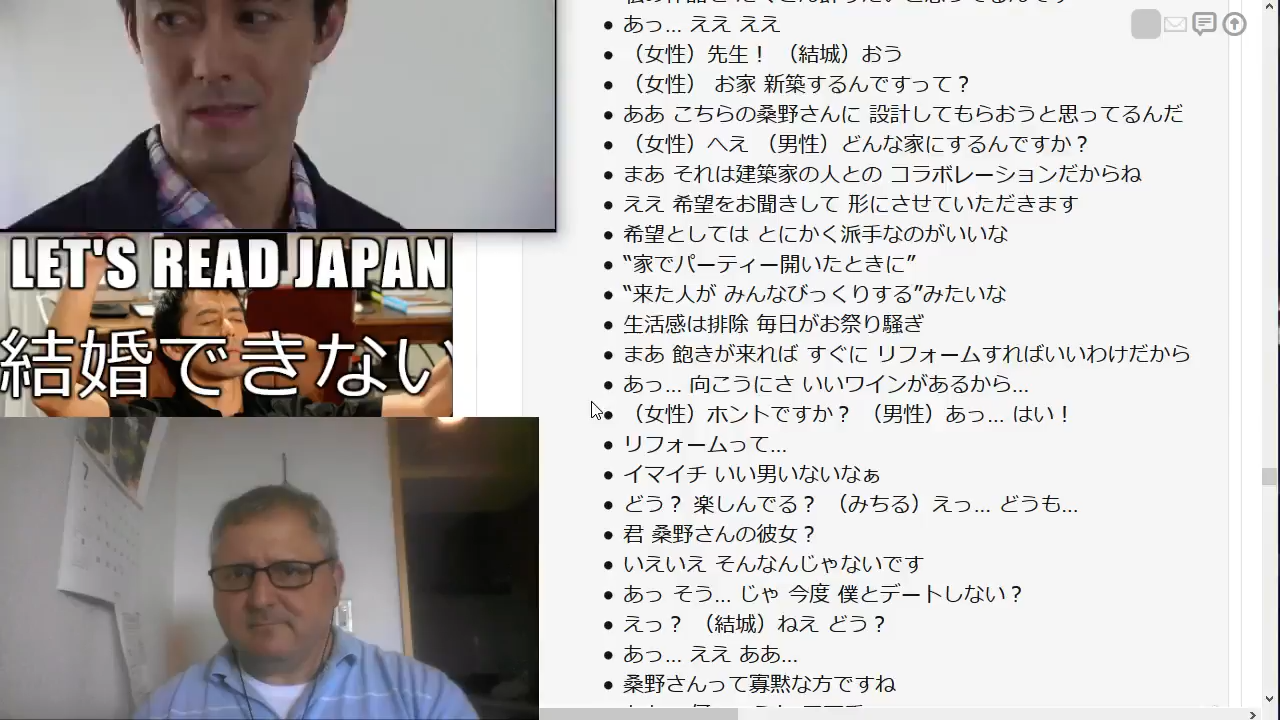 あっ… ええ ええ
（女性）先生！ （結城）おう
（女性） お家 新築するんですって？
ああ こちらの桑野さんに 設計してもらおうと思ってるんだ
（女性）へえ （男性）どんな家にするんですか？
まあ それは建築家の人との コラボレーションだからね
ええ 希望をお聞きして 形にさせていただきます
希望としては とにかく派手なのがいいな
“家でパーティー開いたときに”
“来た人が みんなびっくりする”みたいな
生活感は排除 毎日がお祭り騒ぎ
まあ 飽きが来れば すぐに リフォームすればいいわけだから
あっ… 向こうにさ いいワインがあるから…
（女性）ホントですか？ （男性）あっ… はい！
リフォームって…
イマイチ いい男いないなぁ
どう？ 楽しんでる？ （みちる）えっ… どうも…
君 桑野さんの彼女？
いえいえ そんなんじゃないです
あっ そう… じゃ 今度 僕とデートしない？
えっ？ （結城）ねえ どう？
あっ… ええ ああ…
桑野さんって寡黙な方ですね
LET'S READ JAPAN
結婚できない
7